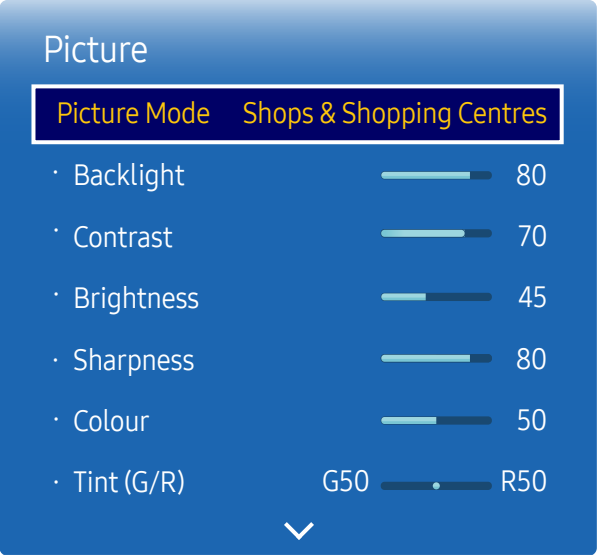 Picture
Picture Mode Shops & Shopping Centres
· Backlight 80
· Contrast 70
· Brightness 45
· Sharpness 80
· Colour 50
· Tint (G/R) G50 R50